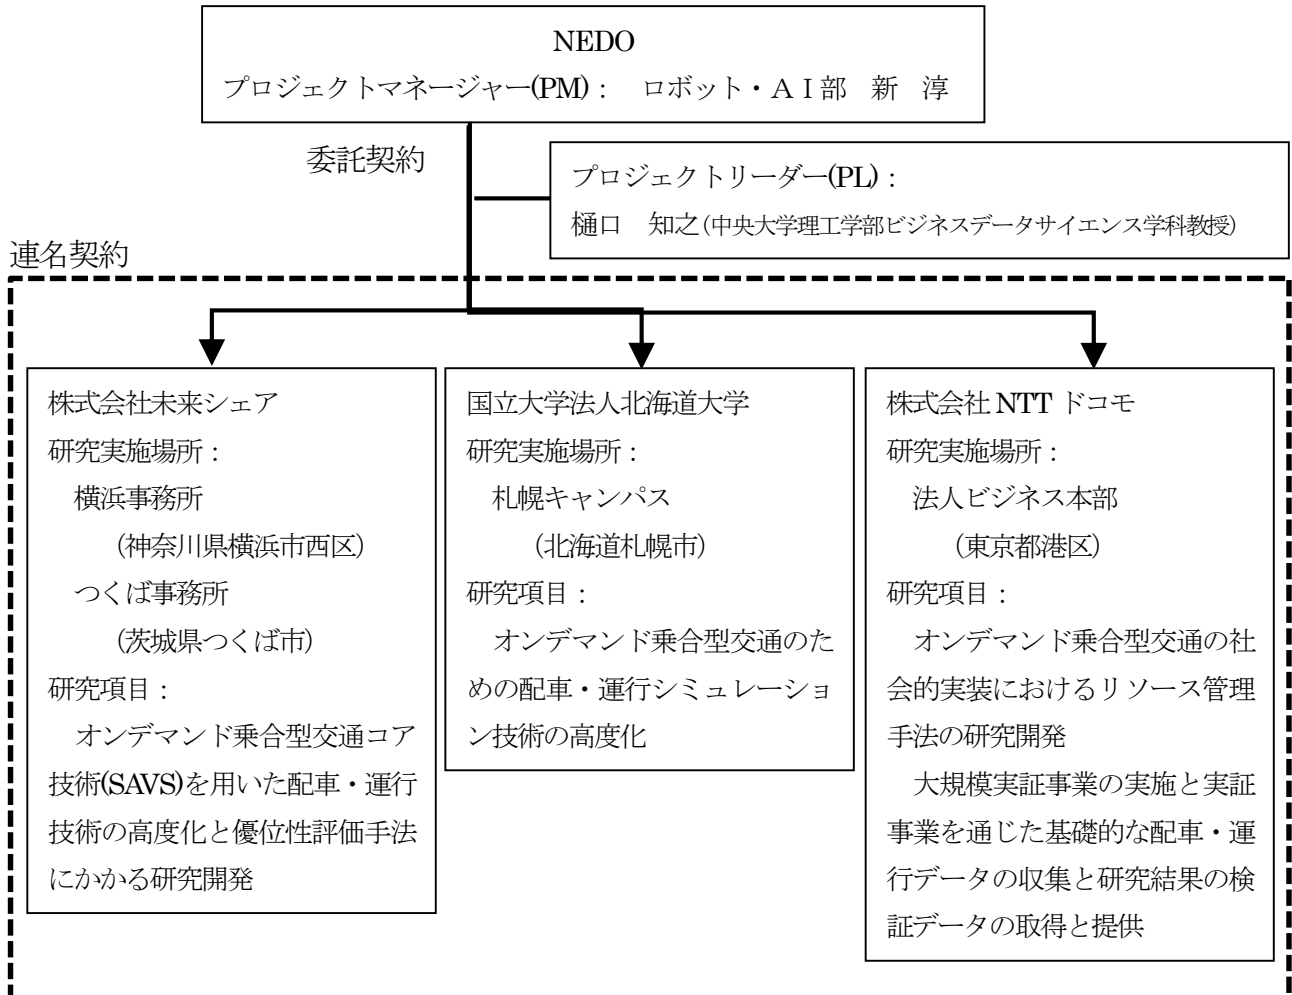 NEDO
プロジェクトマネージャー(PM)： ロボット・ＡＩ部 新 淳
委託契約
プロジェクトリーダー(PL)：
樋口 知之(中央大学理工学部ビジネスデータサイエンス学科教授)
連名契約
株式会社未来シェア
研究実施場所：
横浜事務所
(神奈川県横浜市西区)
つくば事務所
(茨城県つくば市)
研究項目：
オンデマンド乗合型交通コア
技術(SAVS)を用いた配車・運行
技術の高度化と優位性評価手法
にかかる研究開発
国立大学法人北海道大学
研究実施場所：
札幌キャンパス
(北海道札幌市)
研究項目：
オンデマンド乗合型交通のた
めの配車・運行シミュレーショ
ン技術の高度化
株式会社 NTT ドコモ
研究実施場所：
法人ビジネス本部
(東京都港区)
研究項目：
オンデマンド乗合型交通の社
会的実装におけるリソース管理
手法の研究開発
大規模実証事業の実施と実証
事業を通じた基礎的な配車・運
行データの収集と研究結果の検
証データの取得と提供